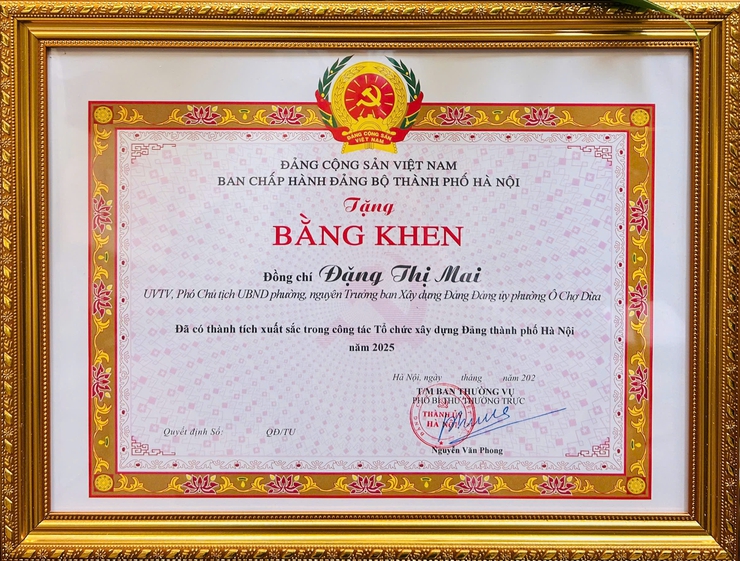 ĐẢNG CỘNG SẢN
VIỆT NAM
ĐẢNG CỘNG SẢN VIỆT NAM
BAN CHẤP HÀNH ĐẢNG BỘ THÀNH PHỐ HÀ NỘI
Tặng
BẰNG KHEN
Đồng chí Đặng Thị Mai
UVTV, Phó Chủ tịch UBND phường, nguyên Trưởng ban Xây dựng Đảng Đảng ủy phường Ô Chợ Dừa
Đã có thành tích xuất sắc trong công tác Tổ chức xây dựng Đảng thành phố Hà Nội
năm 2025
Hà Nội, ngày tháng năm 202
T/M BAN THƯỜNG VỤ
PHÓ BÍ THƯ THƯỜNG TRỰC
THÀNH ỦY
HÀ NỘI
Quyết định Số: QĐ/TU
Nguyễn Văn Phong